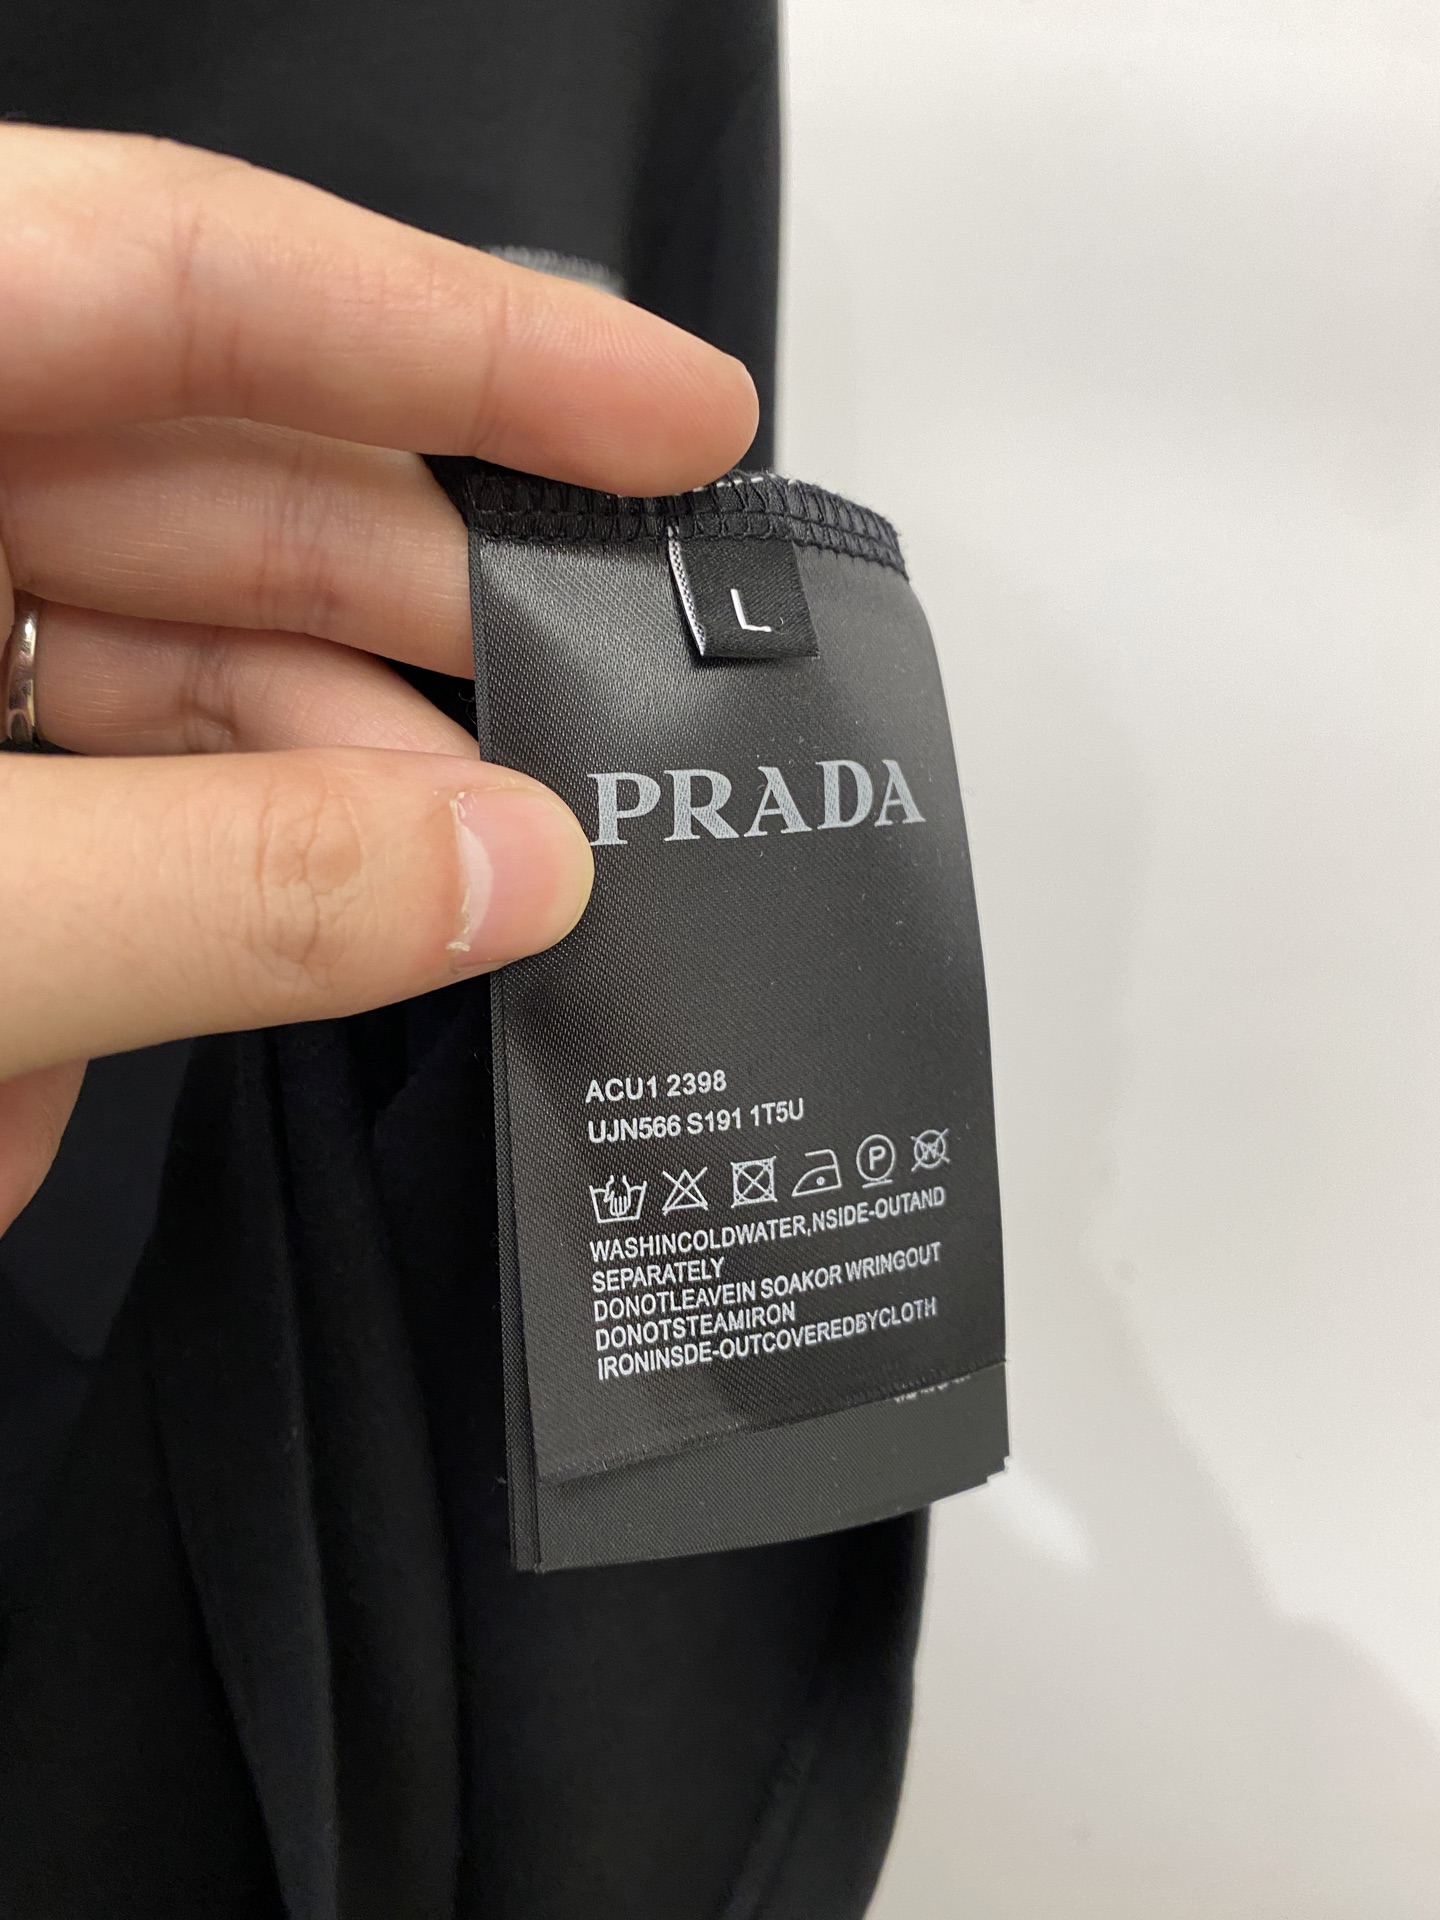 L
PRADA
ACU1 2398
UJN566 S191 1T5U
P
W
WASHINCOLDWATER,NSIDE-OUTAND
SEPARATELY
DONOTLEAVEIN SOAKOR WRINGOUT
DONOTSTEAMIRON
IRONINSDE-OUTCOVEREDBYCLOTH